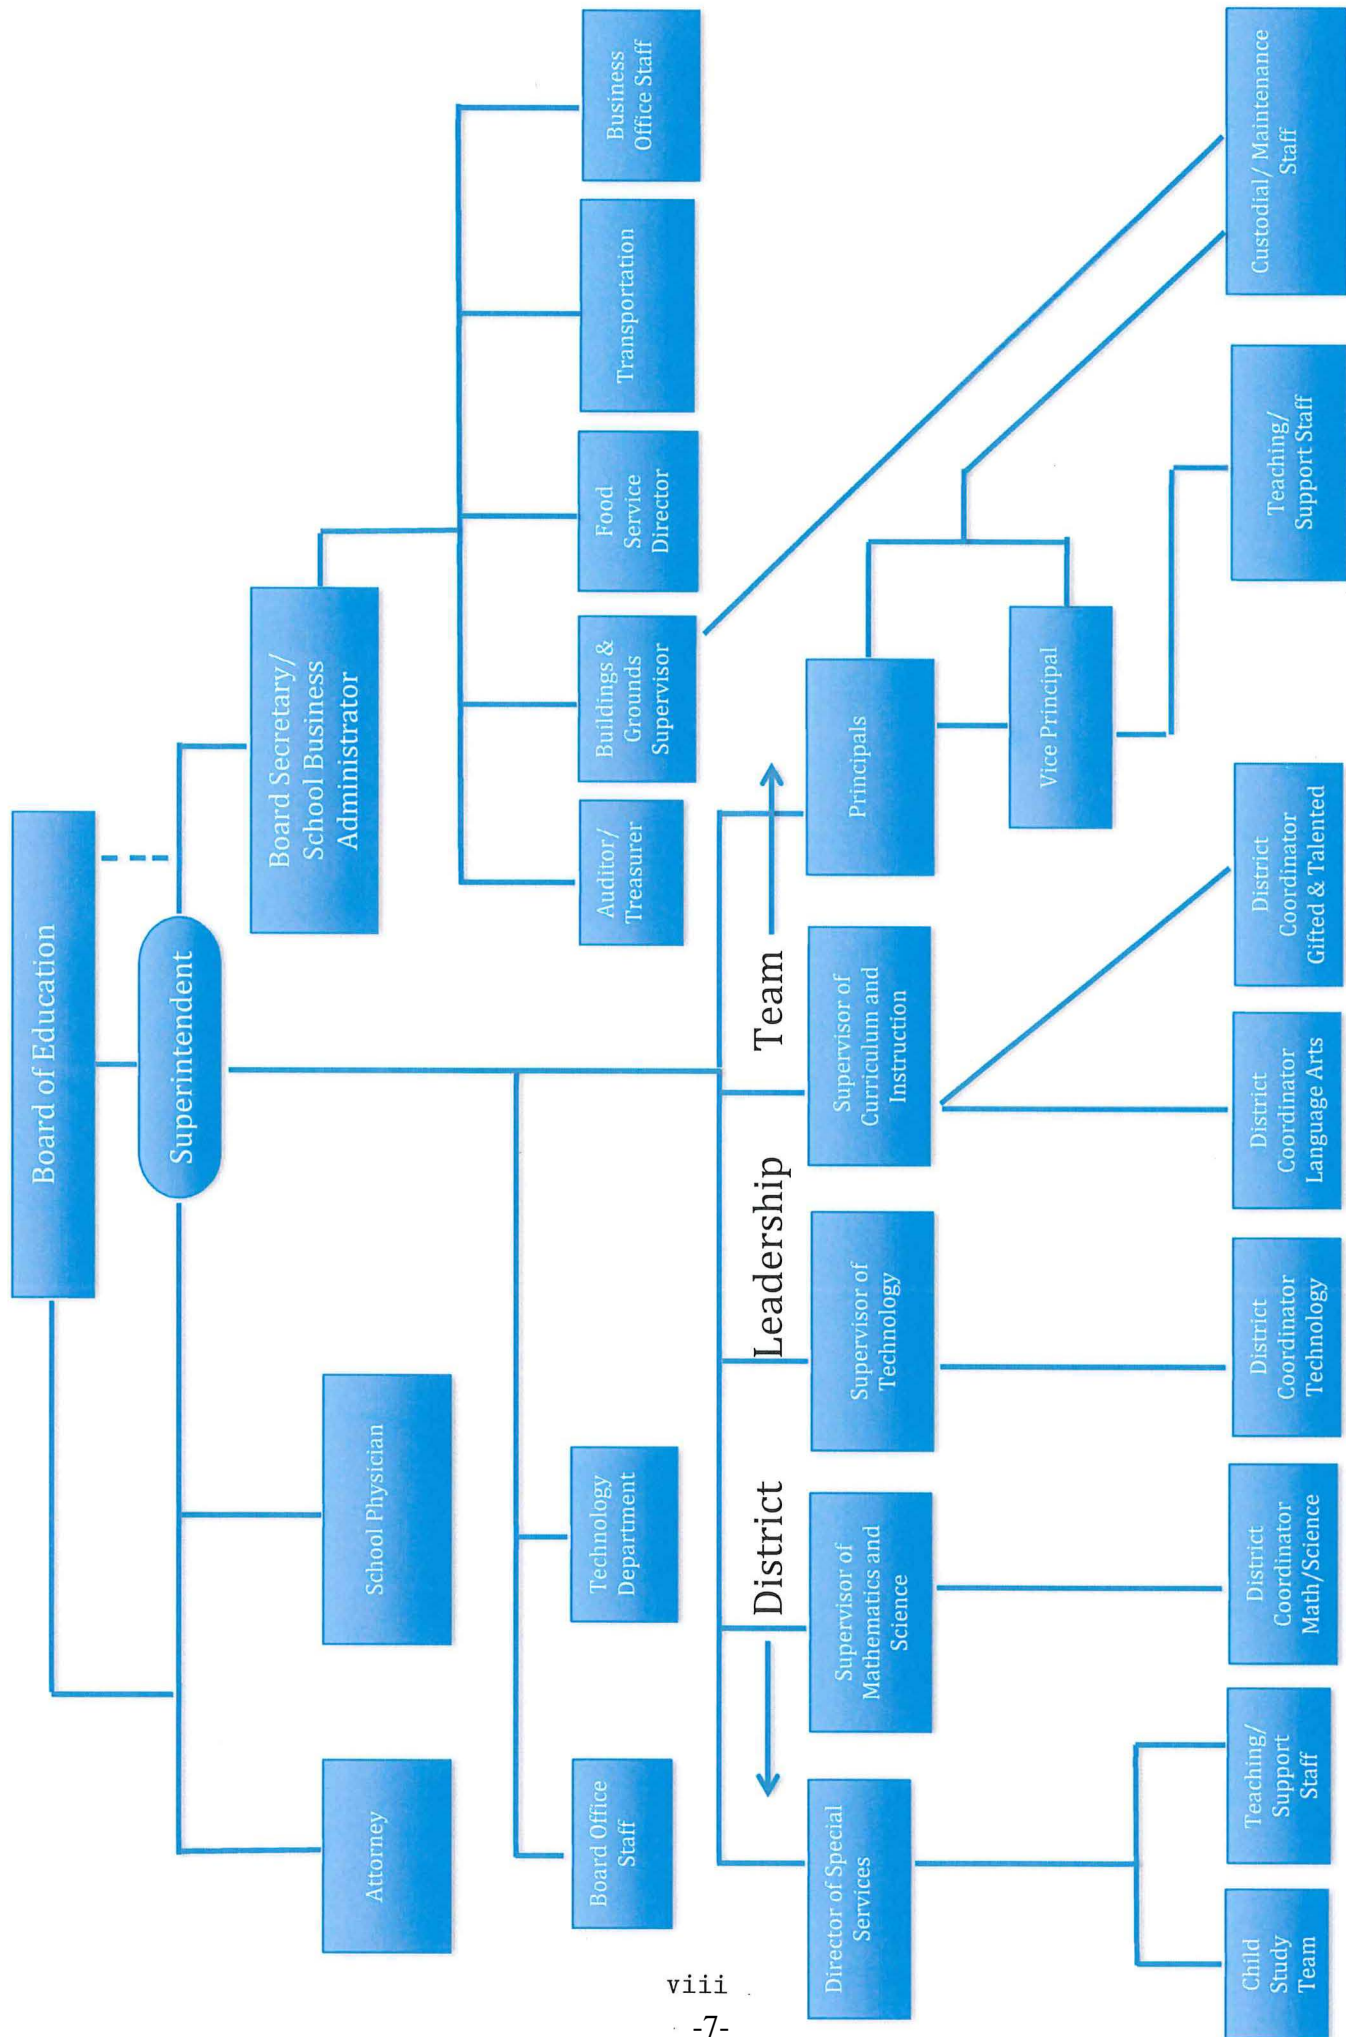 Board of Education
Superintendent
Board Secretary/
School Business
Administrator
Attorney
School Physician
Board Office
Staff
Technology
Department
Auditor/
Treasurer
Buildings &
Grounds
Supervisor
Food
Service
Director
Transportation
Business
Office Staff
District Leadership Team
Director of Special
Services
Supervisor of
Mathematics and
Science
Supervisor of
Technology
Supervisor of
Curriculum and
Instruction
Principals
Vice Principal
Child
Study
Team
Teaching/
Support
Staff
District
Coordinator
Math/Science
District
Coordinator
Technology
District
Coordinator
Language Arts
District
Coordinator
Gifted & Talented
Teaching/
Support Staff
Custodial/ Maintenance
Staff
viii
-7-